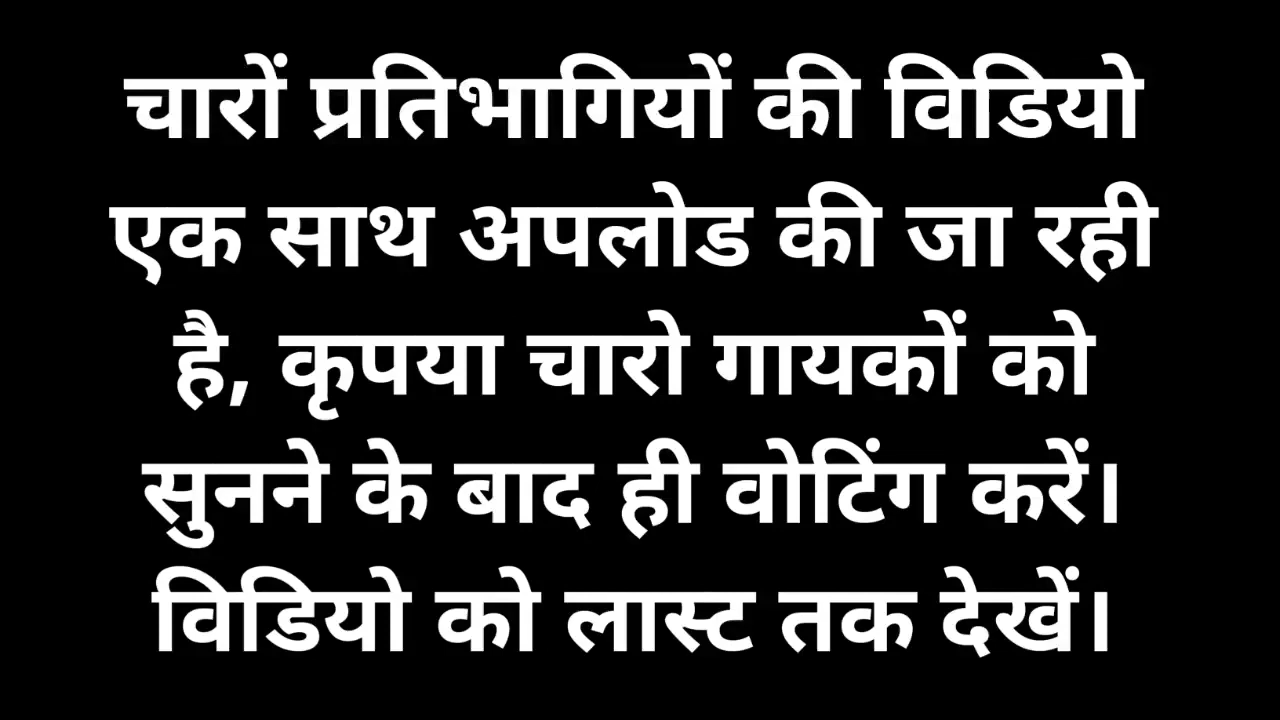 चारों प्रतिभागियों की विडियो
एक साथ अपलोड की जा रही
है, कृपया चारो गायकों को
सुनने के बाद ही वोटिंग करें।
विडियो को लास्ट तक देखें।